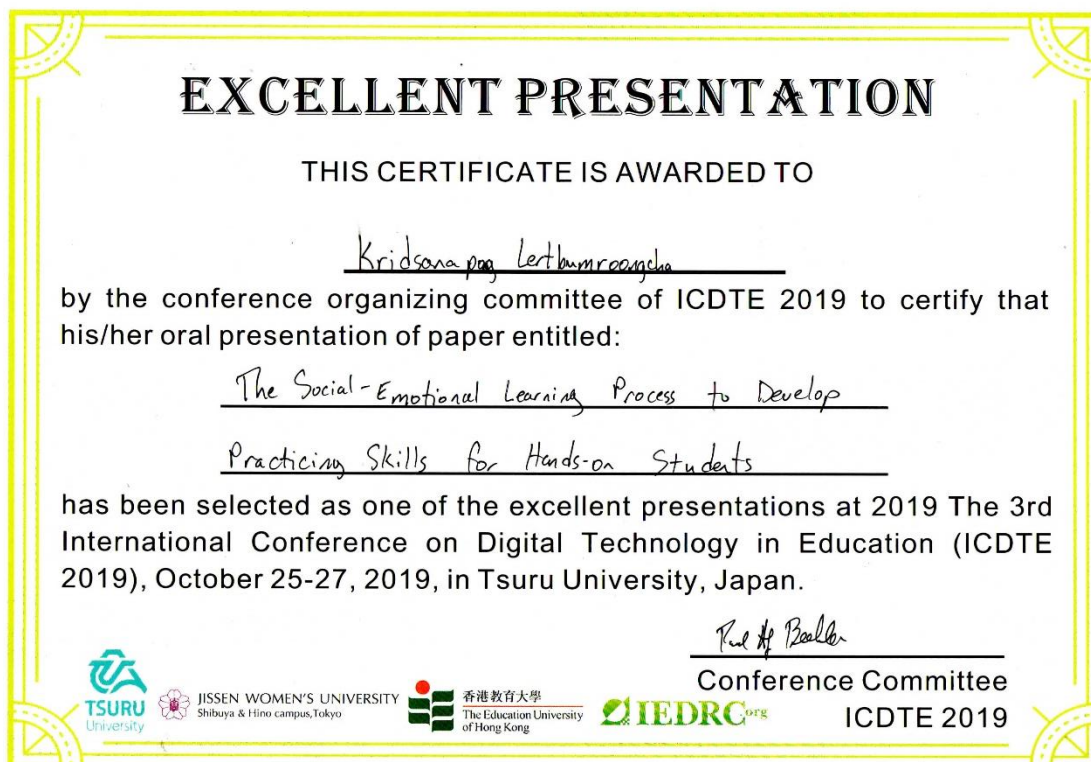 EXCELLENT PRESENTATION
THIS CERTIFICATE IS AWARDED TO
Kridsanapong Lertbumroongchai
by the conference organizing committee of ICDTE 2019 to certify that
his/her oral presentation of paper entitled:
The Social-Emotional Learning Process to Develop
Practicing Skills for Hands-on Students
has been selected as one of the excellent presentations at 2019 The 3rd
International Conference on Digital Technology in Education (ICDTE
2019), October 25-27, 2019, in Tsuru University, Japan.
Conference Committee
ICDTE 2019
TSURU
University
JISSEN WOMEN'S UNIVERSITY
Shibuya & Hino campus, Tokyo
香港教育大學
The Education University
of Hong Kong
IEDRC.org